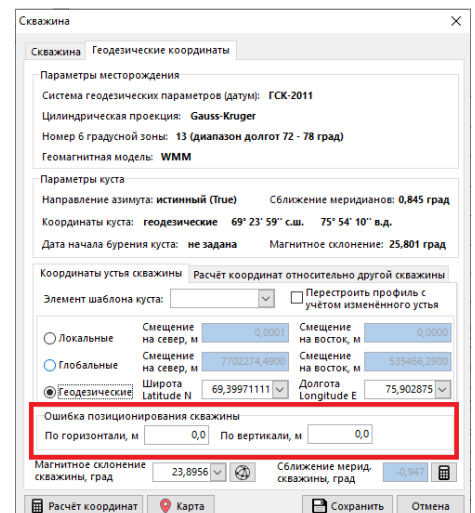 Скважина
Скважина Геодезические координаты
Параметры месторождения
Система геодезических параметров (датум): ГСК-2011
Цилиндрическая проекция: Gauss-Kruger
Номер 6 градусной зоны: 13 (диапазон долгот 72 - 78 град)
Геомагнитная модель: WMM
Параметры куста
Направление азимута: истинный (True) Сближение меридианов: 0,845 град
Координаты куста: геодезические 69° 23' 59" с.ш. 75° 54' 10" в.д.
Дата начала бурения куста: не задана Магнитное склонение: 25,801 град
Координаты устья скважины Расчёт координат относительно другой скважины
Элемент шаблона куста: Перестроить профиль с
учётом изменённого устья
Локальные Смещение на север, м 0,0001 Смещение на восток, м 0,0000
Глобальные Смещение на север, м 7702274,4900 Смещение на восток, м 535466,2900
Геодезические Широта Latitude N 69,39971111 Долгота Longitude E 75,902875
Ошибка позиционирования скважины
По горизонтали, м 0,0 По вертикали, м 0,0
Магнитное склонение скважины, град 23,8956 Сближение мерид. скважины, град -0,947
Расчёт координат Карта Сохранить Отмена